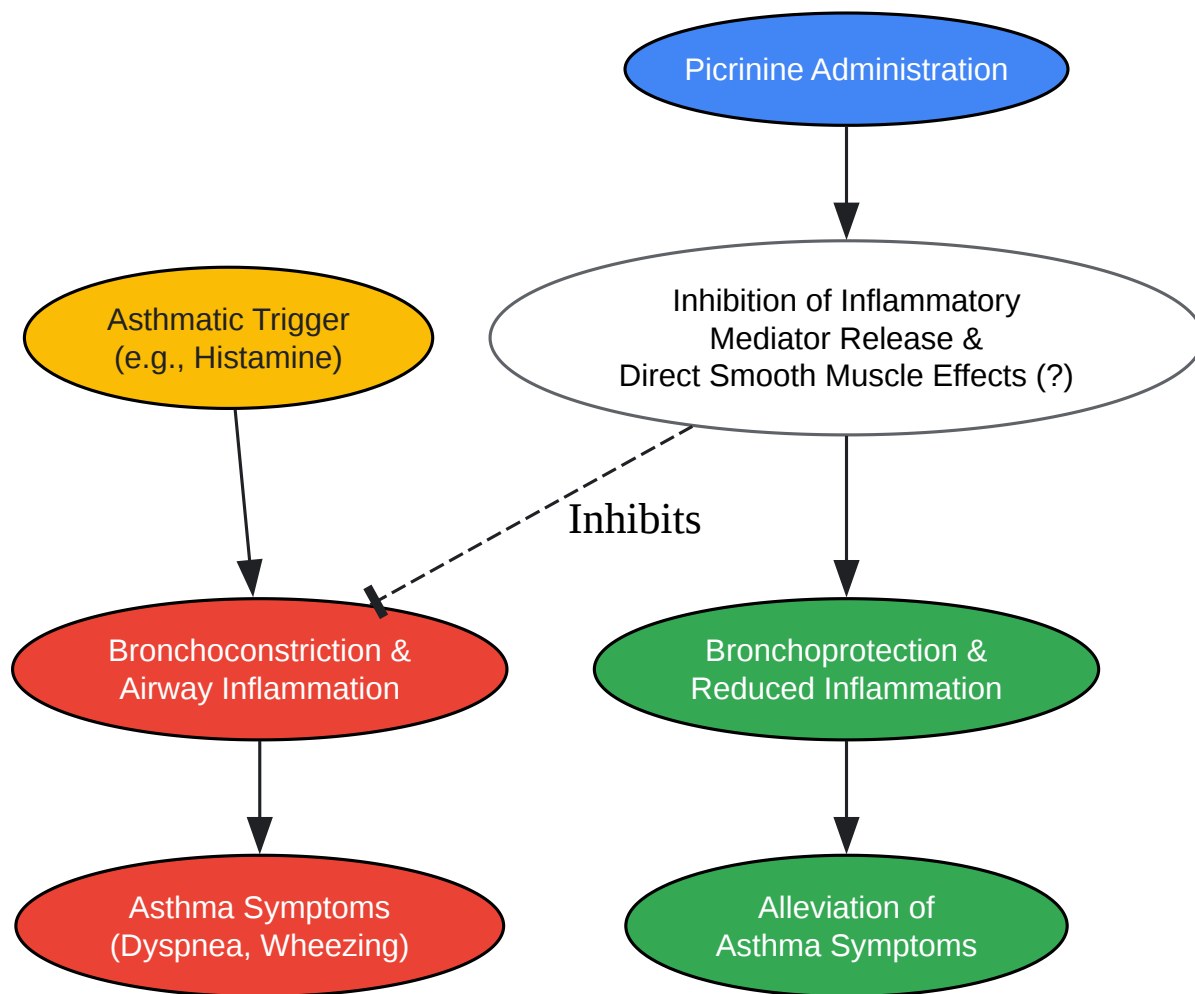 Picrinine Administration
Asthmatic Trigger
(e.g., Histamine)
Inhibition of Inflammatory
Mediator Release &
Direct Smooth Muscle Effects (?)
Inhibits
Bronchoconstriction &
Airway Inflammation
Bronchoprotection &
Reduced Inflammation
Asthma Symptoms
(Dyspnea, Wheezing)
Alleviation of
Asthma Symptoms